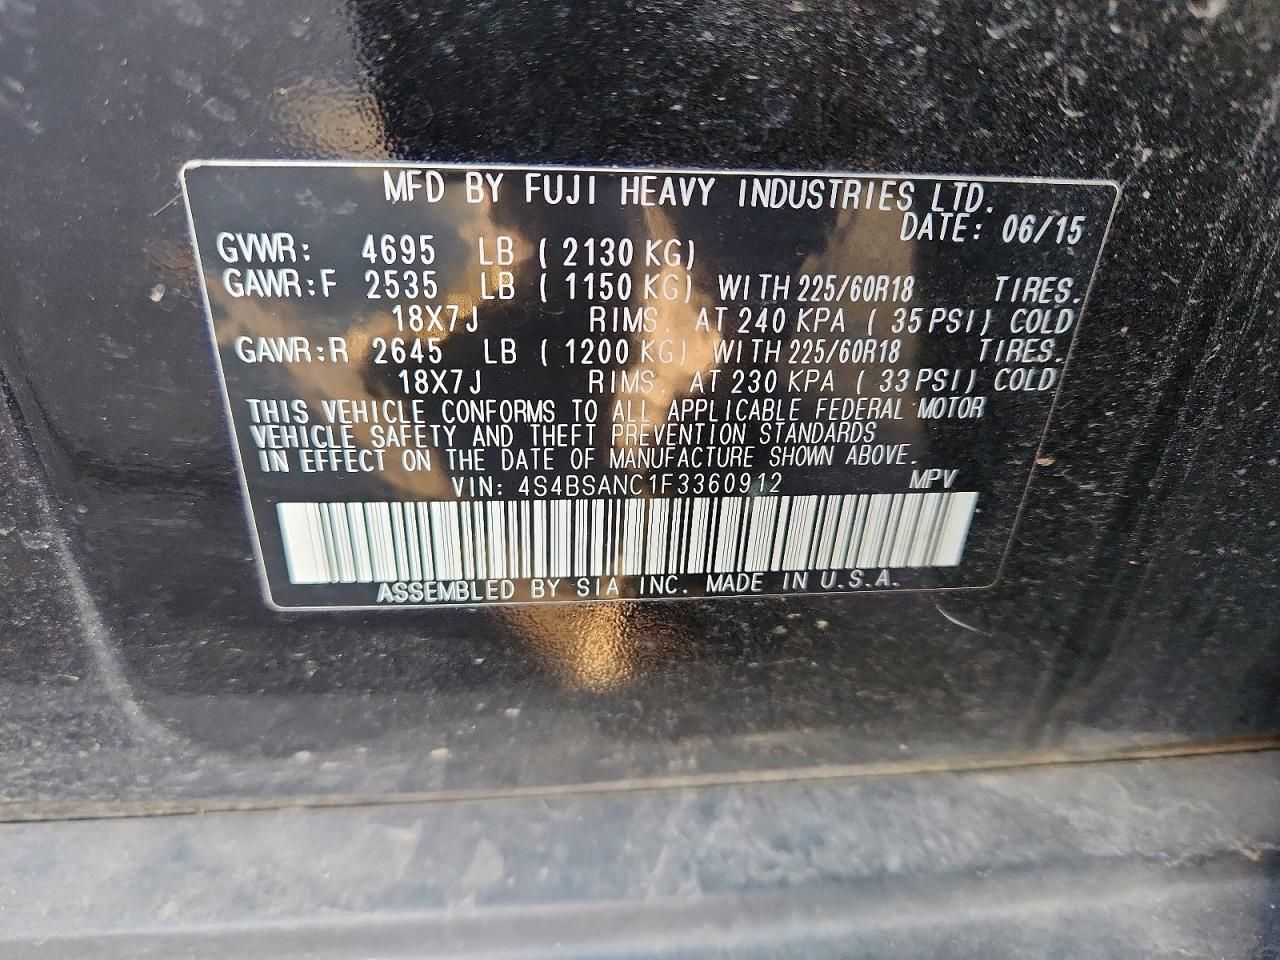 MFD BY FUJI HEAVY INDUSTRIES LTD.
DATE: 06/15
GVWR: 4695 LB ( 2130 KG)
GAWR:F 2535 LB ( 1150 KG) WITH 225/60R18 TIRES.
18X7J RIMS. AT 240 KPA ( 35 PSI) COLD
GAWR:R 2645 LB ( 1200 KG) WITH 225/60R18 TIRES.
18X7J RIMS. AT 230 KPA ( 33 PSI) COLD
THIS VEHICLE CONFORMS TO ALL APPLICABLE FEDERAL MOTOR
VEHICLE SAFETY AND THEFT PREVENTION STANDARDS
IN EFFECT ON THE DATE OF MANUFACTURE SHOWN ABOVE.
VIN: 4S4BSANC1F3360912 MPV
ASSEMBLED BY SIA INC. MADE IN U.S.A.